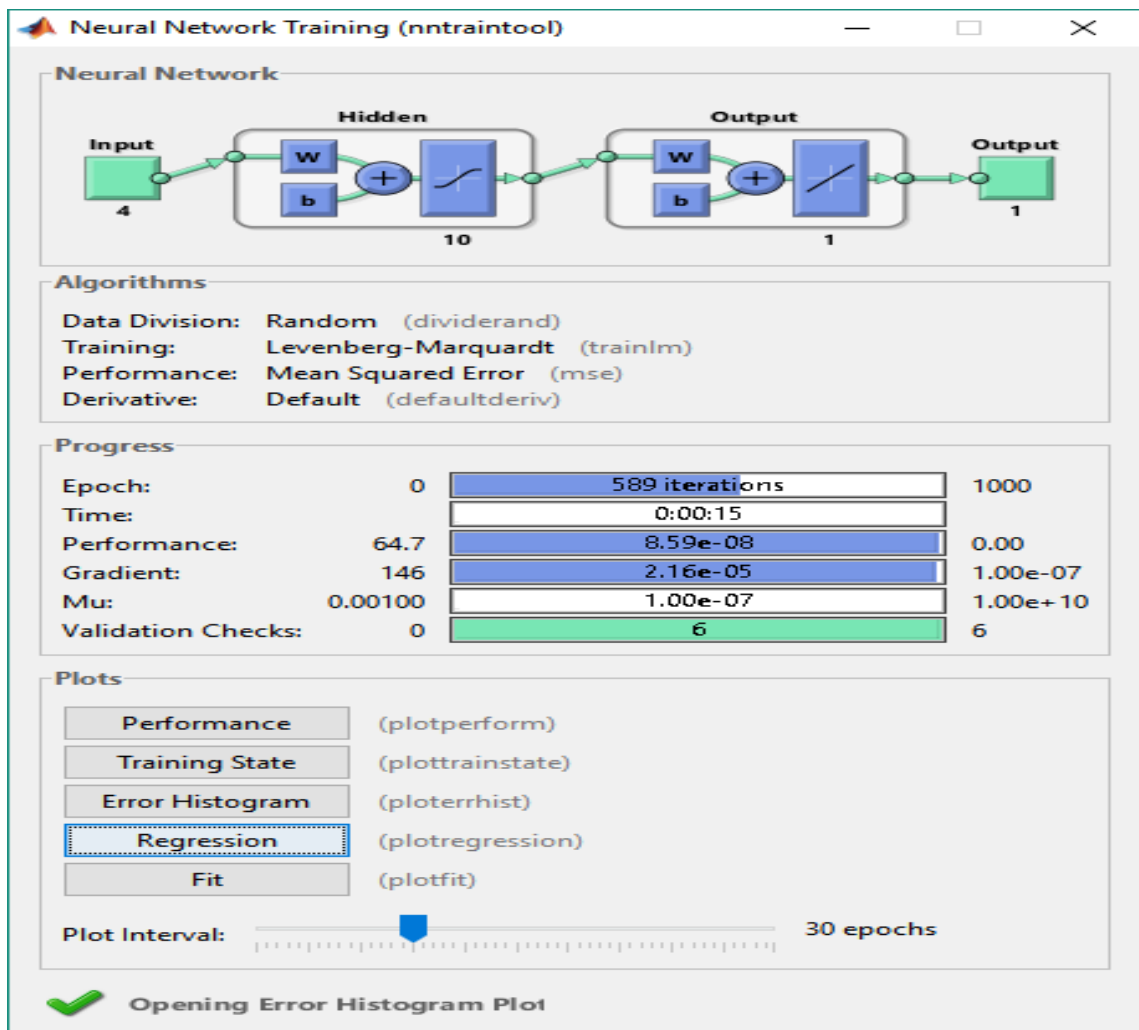 Neural Network Training (nntraintool)
Neural Network
Hidden
Output
Input
Output
W
W
b
b
4
10
1
1
Algorithms
Data Division: Random (dividerand)
Training: Levenberg-Marquardt (trainlm)
Performance: Mean Squared Error (mse)
Derivative: Default (defaultderiv)
Progress
Epoch: 0 589 iterations 1000
Time: 0:00:15
Performance: 64.7 8.59e-08 0.00
Gradient: 146 2.16e-05 1.00e-07
Mu: 0.00100 1.00e-07 1.00e+10
Validation Checks: 0 6 6
Plots
Performance (plotperform)
Training State (plottrainstate)
Error Histogram (ploterrhist)
Regression (plotregression)
Fit (plotfit)
Plot Interval: 30 epochs
Opening Error Histogram Plot